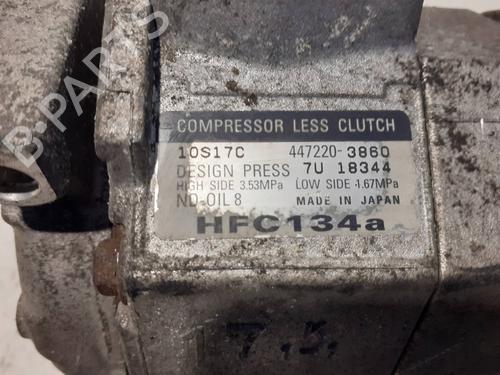 B-PARTS
COMPRESSOR LESS CLUTCH
10S17C 447220-3860
DESIGN PRESS 7U 18344
HIGH SIDE 3.53MPa LOW SIDE 1.67MPa
ND-OIL 8 MADE IN JAPAN
HFC134a